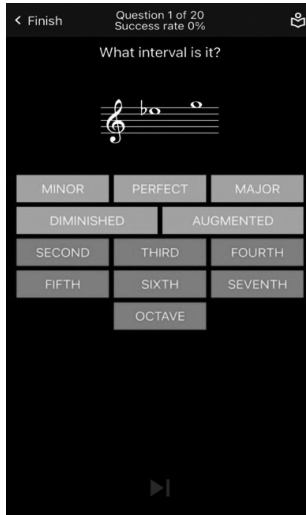 Finish
Question 1 of 20
Success rate 0%
What interval is it?
MINOR PERFECT MAJOR
DIMINISHED AUGMENTED
SECOND THIRD FOURTH
FIFTH SIXTH SEVENTH
OCTAVE